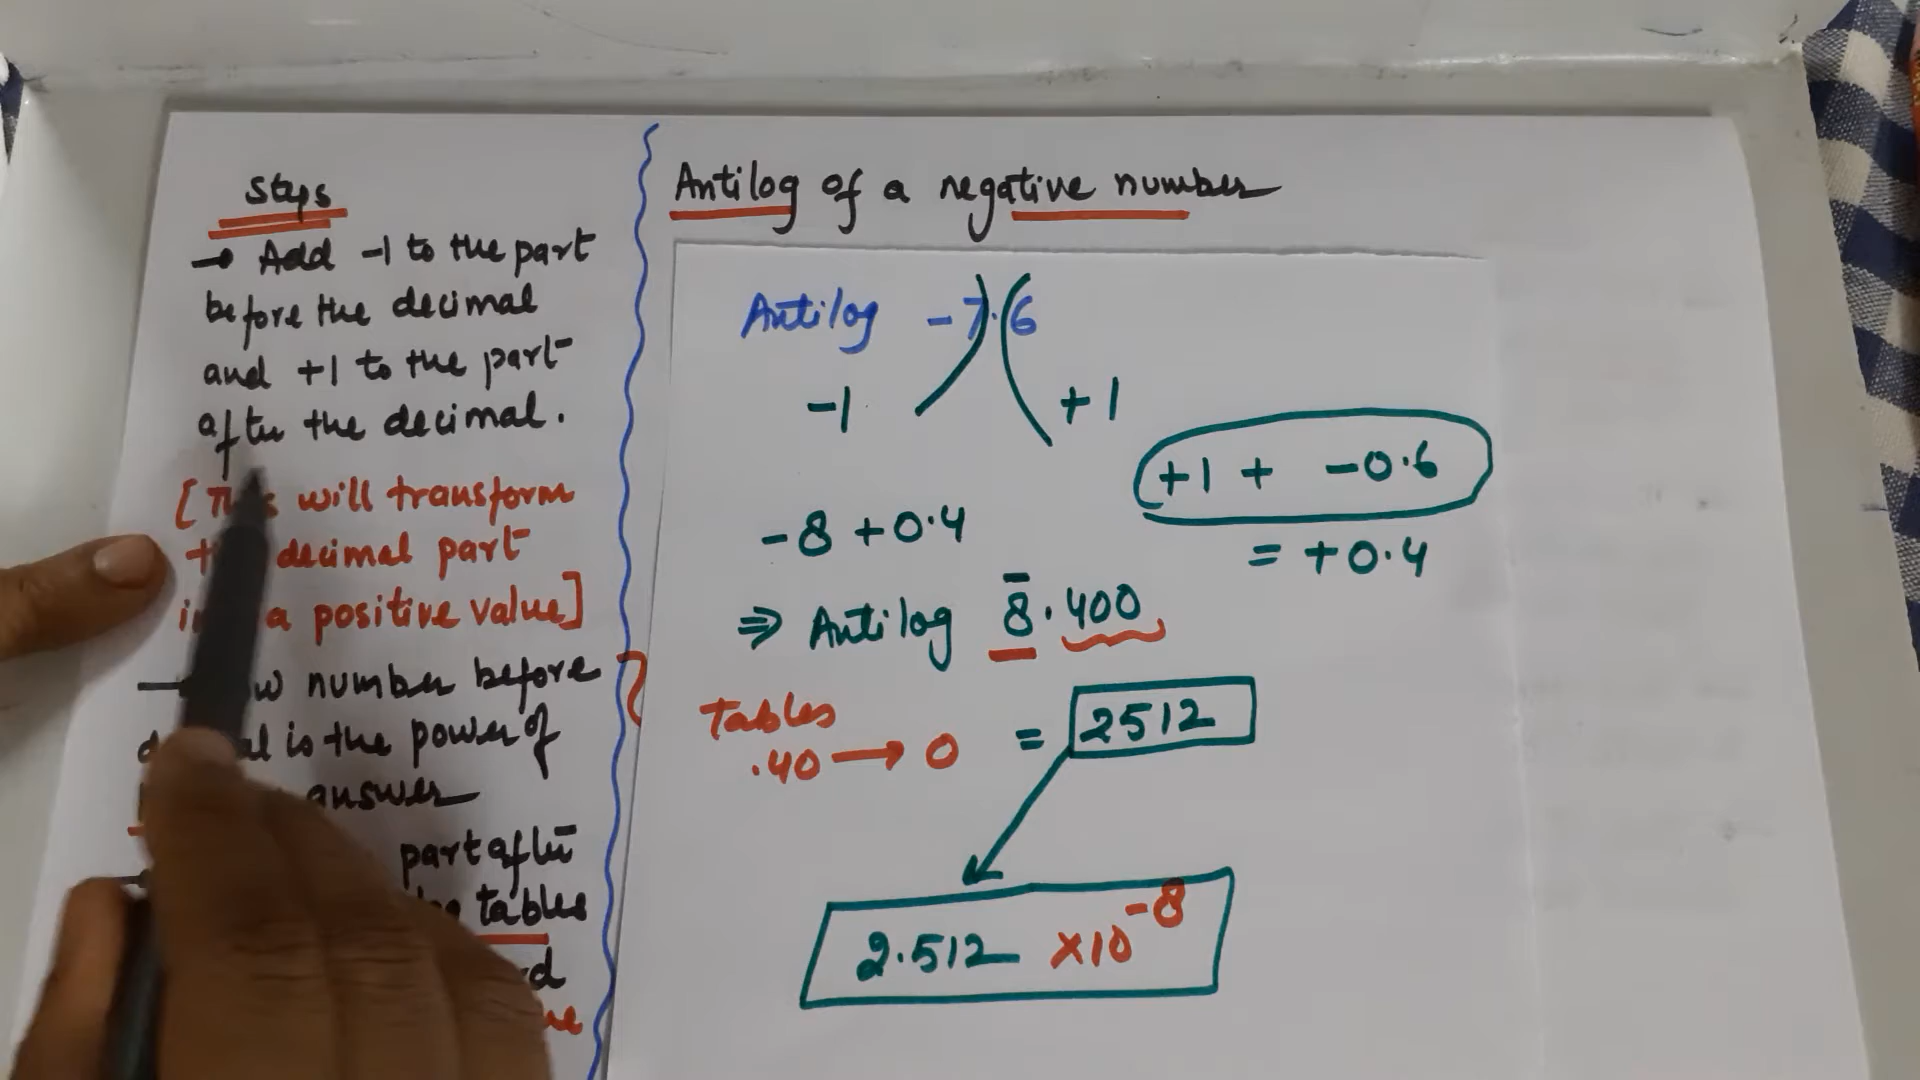 Steps
→ Add -1 to the part
before the decimal
and +1 to the part
after the decimal.
[This will transform
decimal part
a positive value]
number before
is the power of
answer
part after
tables
Antilog of a negative number
Antilog -7.6
-1 +1
+1 + -0.6
= +0.4
-8 + 0.4
⇒ Antilog 8̅.400
Tables
.40 → 0 = 2512
2.512 ×10⁻⁸